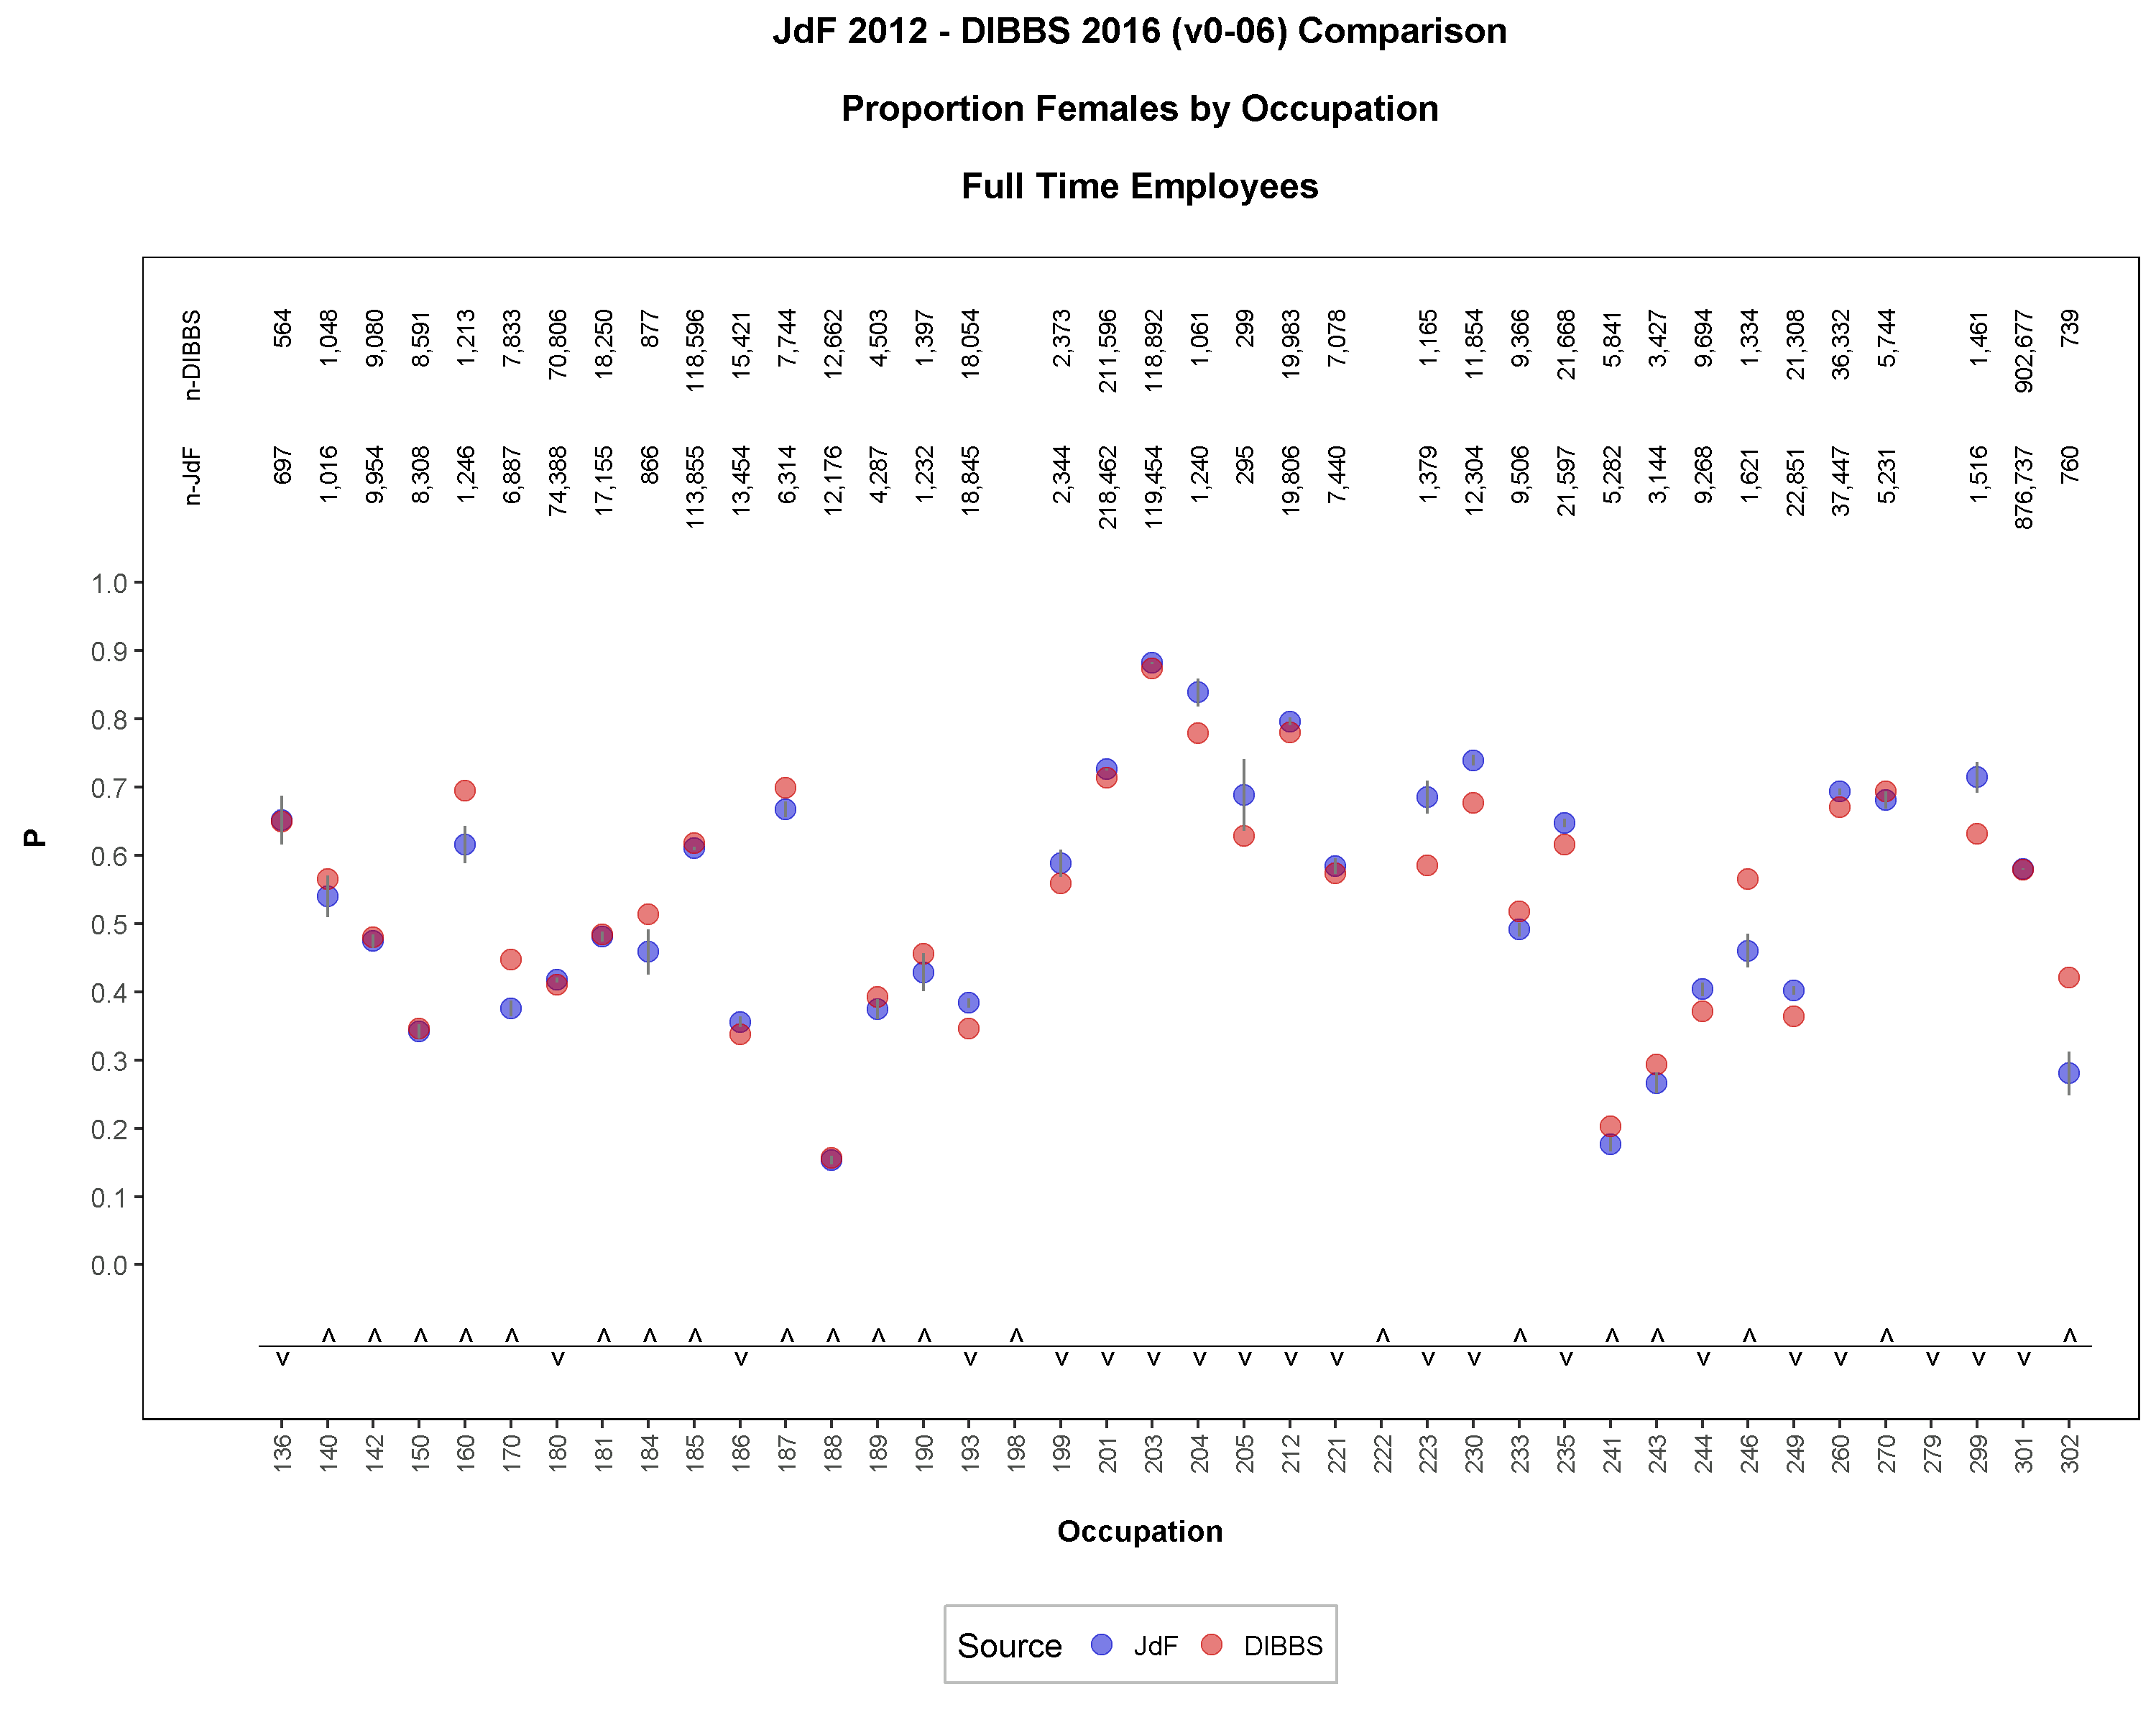 JdF 2012 - DIBBS 2016 (v0-06) Comparison
Proportion Females by Occupation
Full Time Employees
n-DIBBS 564 1,048 9,080 8,591 1,213 7,833 70,806 18,250 877 118,596 15,421 7,744 12,662 4,503 1,397 18,054 2,373 211,596 118,892 1,061 299 19,983 7,078 1,165 11,854 9,366 21,668 5,841 3,427 9,694 1,334 21,308 36,332 5,744 1,461 902,677 739
n-JdF 697 1,016 9,954 8,308 1,246 6,887 74,388 17,155 866 113,855 13,454 6,314 12,176 4,287 1,232 18,845 2,344 218,462 119,454 1,240 295 19,806 7,440 1,379 12,304 9,506 21,597 5,282 3,144 9,268 1,621 22,851 37,447 5,231 1,516 876,737 760
1.0
0.9
0.8
0.7
0.6
0.5
0.4
0.3
0.2
0.1
0.0
P
136 140 142 150 160 170 180 181 184 185 186 187 188 189 190 193 198 199 201 203 204 205 212 221 222 223 230 233 235 241 243 244 246 249 260 270 279 299 301 302
Occupation
Source JdF DIBBS